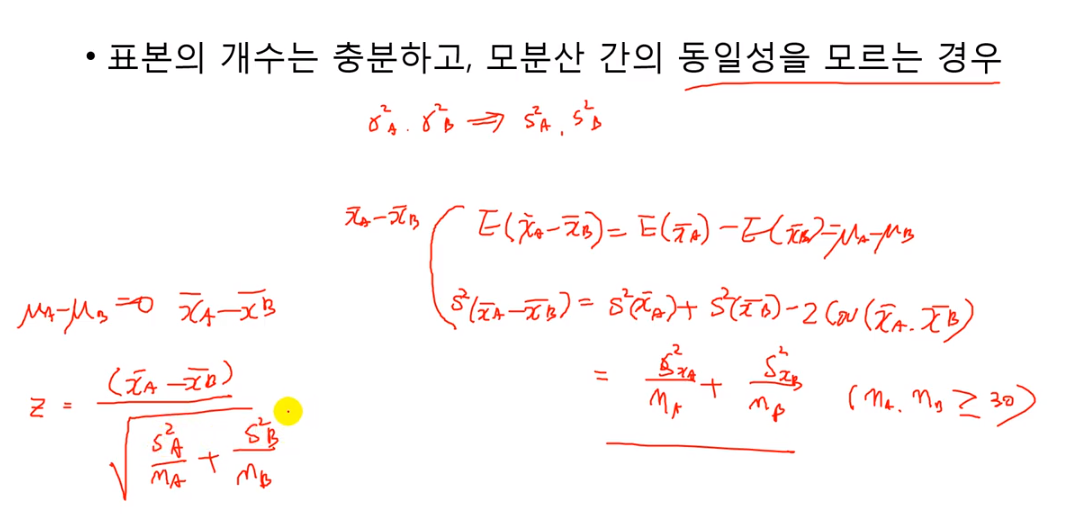 • 표본의 개수는 충분하고, 모분산 간의 동일성을 모르는 경우
σ²A . σ²B ⟹ S²A . S²B
x̄A-x̄B
E(x̄A-x̄B) = E(x̄A) - E(x̄B) = μA-μB
S²(x̄A-x̄B) = S²(x̄A) + S²(x̄B) - 2 Cov(x̄A. x̄B)
= S²xA/nA + S²xB/nB (nA. nB ≥ 30)
μA-μB=0 x̄A-x̄B
z = (x̄A-x̄B) / √(S²A/nA + S²B/nB)